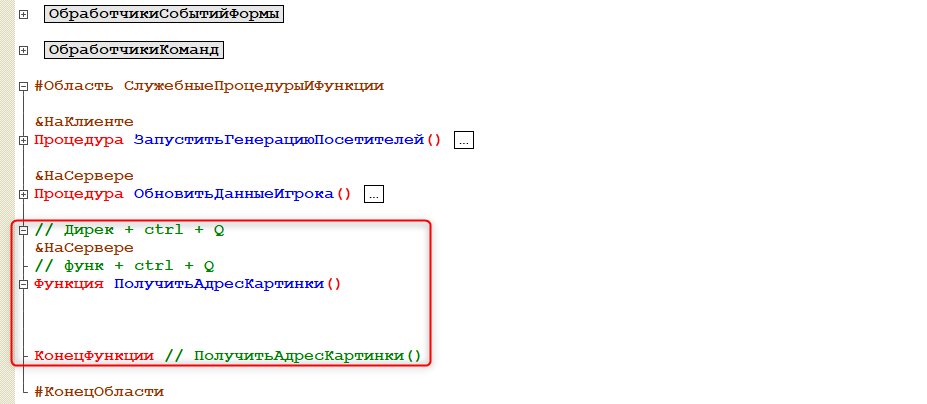 ОбработчикиСобытийФормы
ОбработчикиКоманд
#Область СлужебныеПроцедурыИФункции
&НаКлиенте
Процедура ЗапуститьГенерациюПосетителей() ...
&НаСервере
Процедура ОбновитьДанныеИгрока() ...
// Дирек + ctrl + Q
&НаСервере
// функ + ctrl + Q
Функция ПолучитьАдресКартинки()
КонецФункции // ПолучитьАдресКартинки()
#КонецОбласти